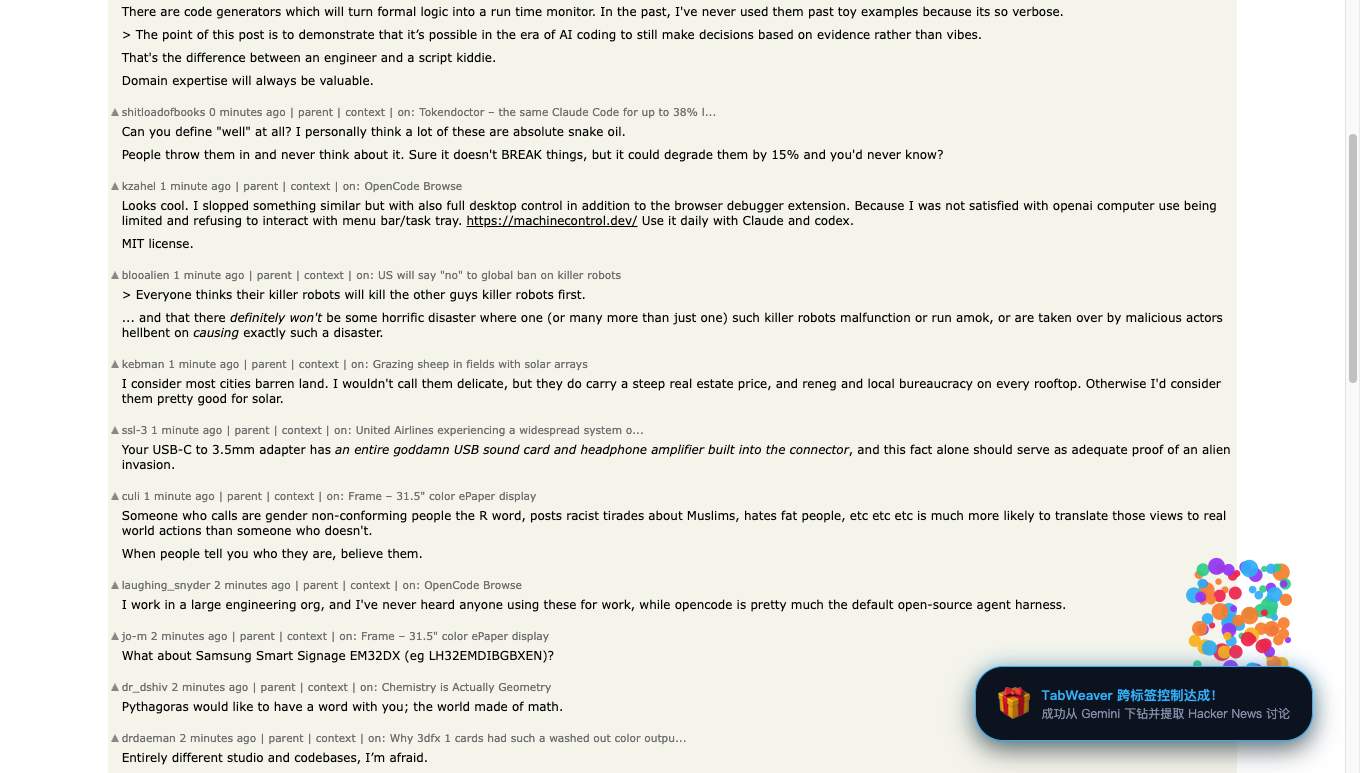 There are code generators which will turn formal logic into a run time monitor. In the past, I've never used them past toy examples because its so verbose.
> The point of this post is to demonstrate that it’s possible in the era of AI coding to still make decisions based on evidence rather than vibes.
That's the difference between an engineer and a script kiddie.
Domain expertise will always be valuable.
▲ shitloadofbooks 0 minutes ago | parent | context | on: Tokendoctor – the same Claude Code for up to 38% l...
Can you define "well" at all? I personally think a lot of these are absolute snake oil.
People throw them in and never think about it. Sure it doesn't BREAK things, but it could degrade them by 15% and you'd never know?
▲ kzahel 1 minute ago | parent | context | on: OpenCode Browse
Looks cool. I slopped something similar but with also full desktop control in addition to the browser debugger extension. Because I was not satisfied with openai computer use being
limited and refusing to interact with menu bar/task tray. https://machinecontrol.dev/ Use it daily with Claude and codex.
MIT license.
▲ blooalien 1 minute ago | parent | context | on: US will say "no" to global ban on killer robots
> Everyone thinks their killer robots will kill the other guys killer robots first.
... and that there definitely won't be some horrific disaster where one (or many more than just one) such killer robots malfunction or run amok, or are taken over by malicious actors
hellbent on causing exactly such a disaster.
▲ kebman 1 minute ago | parent | context | on: Grazing sheep in fields with solar arrays
I consider most cities barren land. I wouldn't call them delicate, but they do carry a steep real estate price, and reneg and local bureaucracy on every rooftop. Otherwise I'd consider
them pretty good for solar.
▲ ssl-3 1 minute ago | parent | context | on: United Airlines experiencing a widespread system o...
Your USB-C to 3.5mm adapter has an entire goddamn USB sound card and headphone amplifier built into the connector, and this fact alone should serve as adequate proof of an alien
invasion.
▲ culi 1 minute ago | parent | context | on: Frame – 31.5" color ePaper display
Someone who calls are gender non-conforming people the R word, posts racist tirades about Muslims, hates fat people, etc etc etc is much more likely to translate those views to real
world actions than someone who doesn't.
When people tell you who they are, believe them.
▲ laughing_snyder 2 minutes ago | parent | context | on: OpenCode Browse
I work in a large engineering org, and I've never heard anyone using these for work, while opencode is pretty much the default open-source agent harness.
▲ jo-m 2 minutes ago | parent | context | on: Frame – 31.5" color ePaper display
What about Samsung Smart Signage EM32DX (eg LH32EMDIBGBXEN)?
▲ dr_dshiv 2 minutes ago | parent | context | on: Chemistry is Actually Geometry
Pythagoras would like to have a word with you; the world made of math.
▲ drdaeman 2 minutes ago | parent | context | on: Why 3dfx 1 cards had such a washed out color outpu...
Entirely different studio and codebases, I’m afraid.
TabWeaver 跨标签控制达成！
成功从 Gemini 下钻并提取 Hacker News 讨论